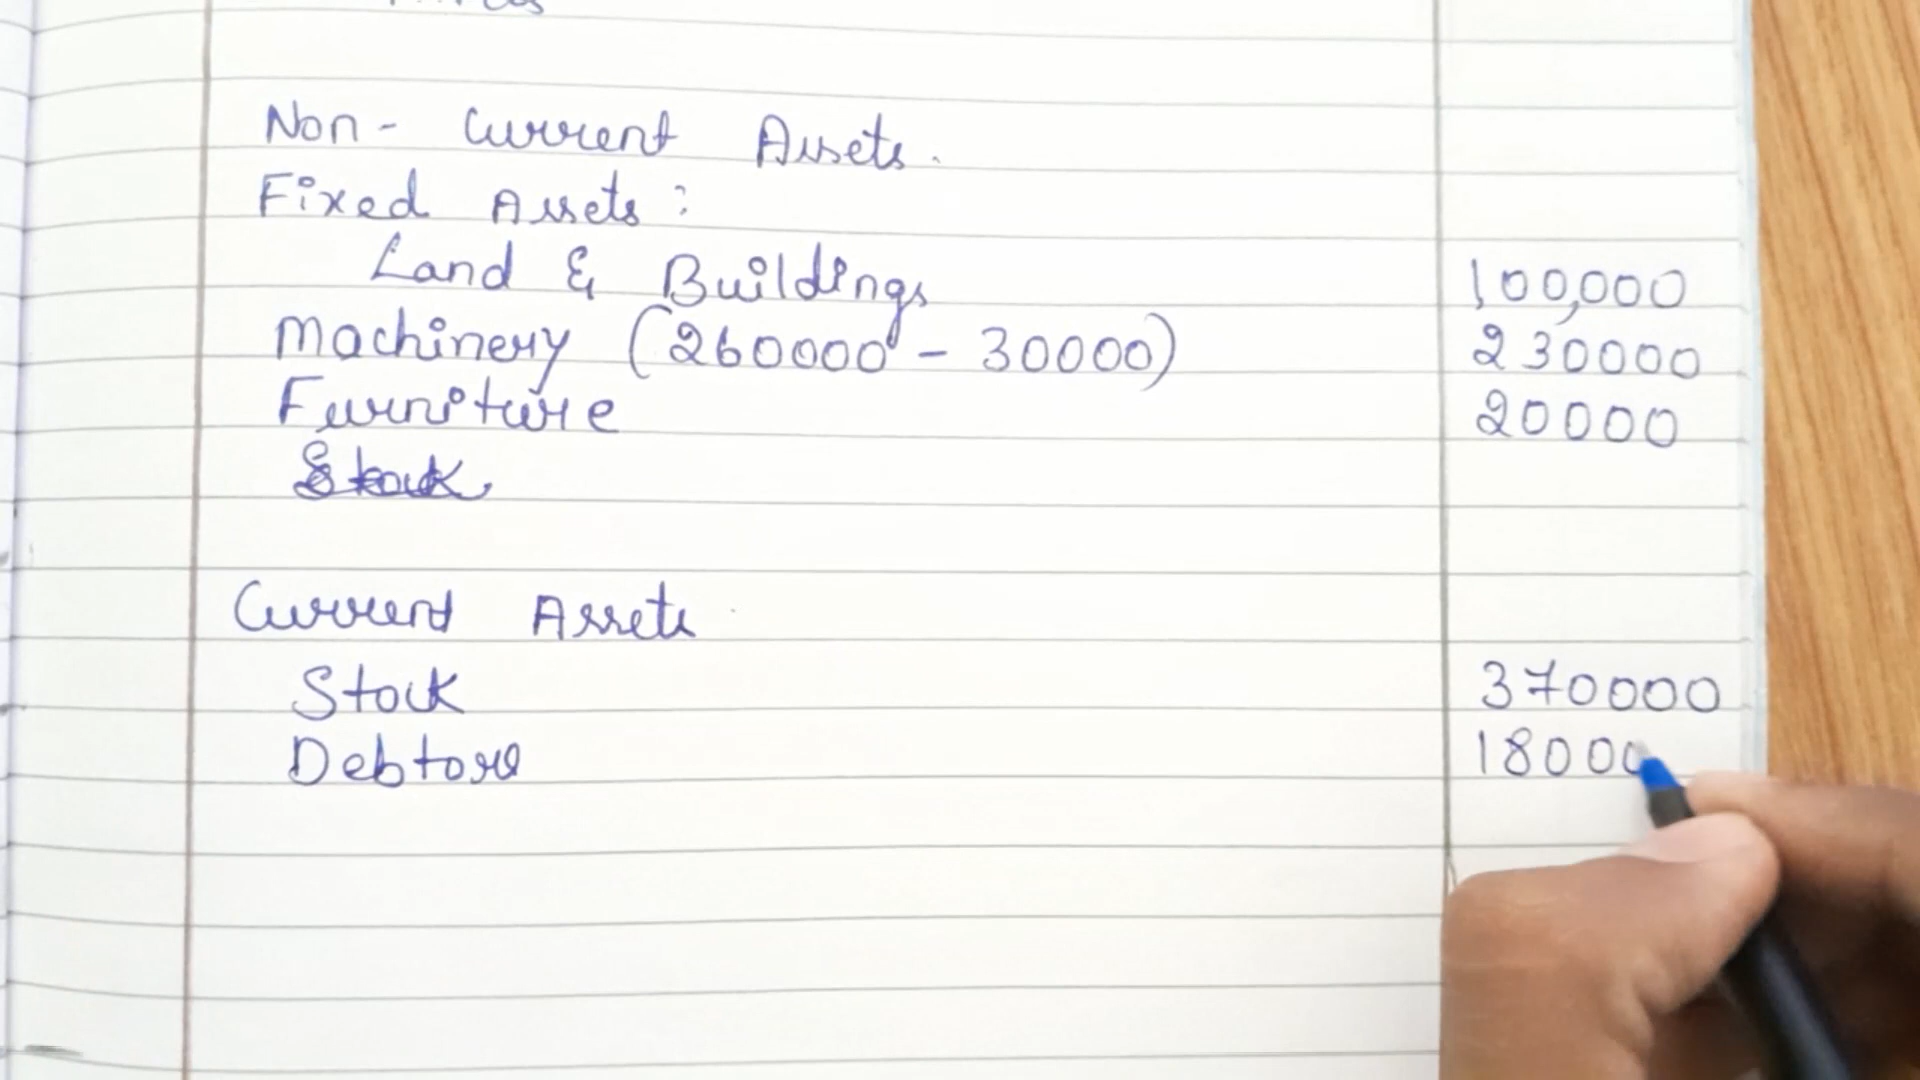 Non- Current Assets.
Fixed Assets:
Land & Buildings 100,000
Machinery (260000 - 30000) 230000
Furniture 20000
Stock
Current Assets
Stock 370000
Debtors 18000